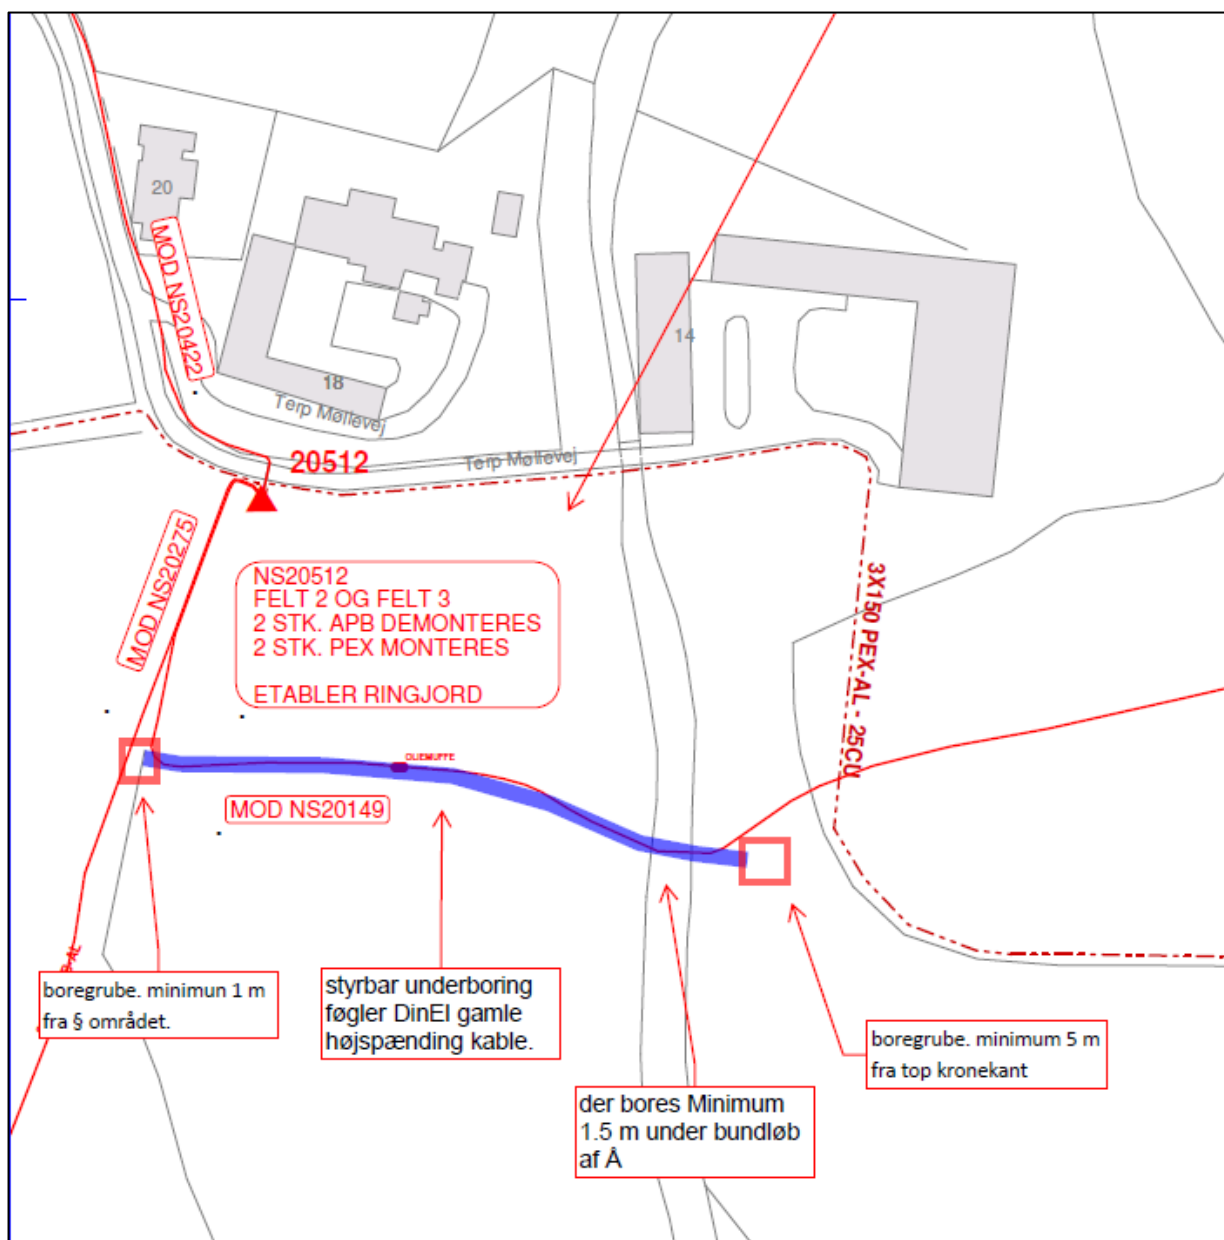 20
MOD NS20422
18
Terp Møllevej
14
20512
Terp Møllevej
MOD NS20275
NS20512
FELT 2 OG FELT 3
2 STK. APB DEMONTERES
2 STK. PEX MONTERES
ETABLER RINGJORD
3X150 PEX-AL - 25CU
OLIEMUFFE
MOD NS20149
boregrube. minimun 1 m
fra § området.
styrbar underboring
føgler DinEl gamle
højspænding kable.
der bores Minimum
1.5 m under bundløb
af Å
boregrube. minimum 5 m
fra top kronekant